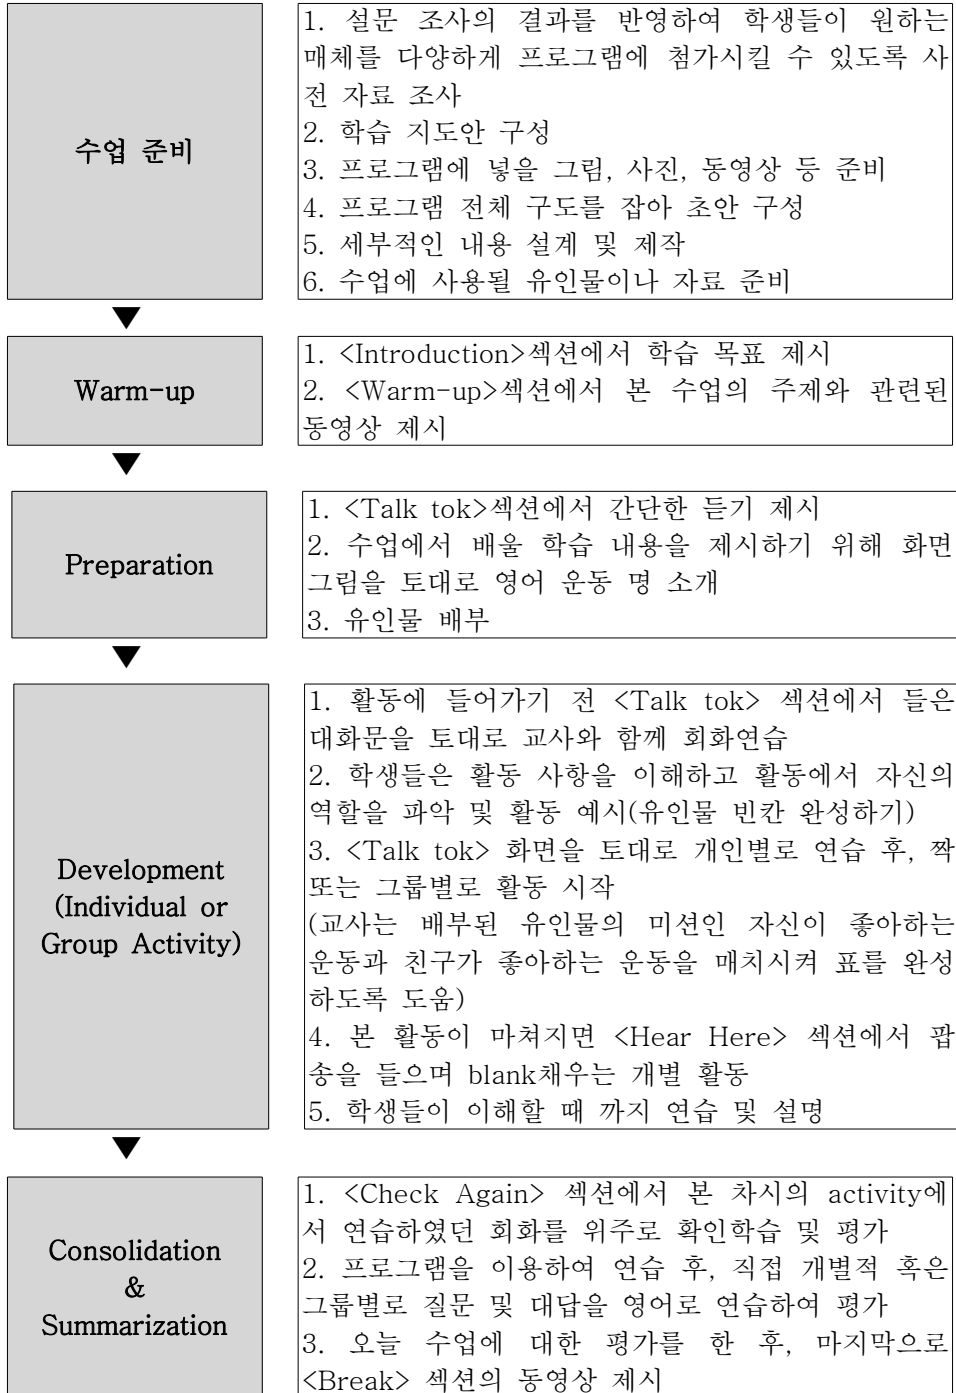 수업 준비
1. 설문 조사의 결과를 반영하여 학생들이 원하는
매체를 다양하게 프로그램에 첨가시킬 수 있도록 사
전 자료 조사
2. 학습 지도안 구성
3. 프로그램에 넣을 그림, 사진, 동영상 등 준비
4. 프로그램 전체 구도를 잡아 초안 구성
5. 세부적인 내용 설계 및 제작
6. 수업에 사용될 유인물이나 자료 준비
Warm-up
1. <Introduction>섹션에서 학습 목표 제시
2. <Warm-up>섹션에서 본 수업의 주제와 관련된
동영상 제시
Preparation
1. <Talk tok>섹션에서 간단한 듣기 제시
2. 수업에서 배울 학습 내용을 제시하기 위해 화면
그림을 토대로 영어 운동 명 소개
3. 유인물 배부
Development
(Individual or
Group Activity)
1. 활동에 들어가기 전 <Talk tok> 섹션에서 들은
대화문을 토대로 교사와 함께 회화연습
2. 학생들은 활동 사항을 이해하고 활동에서 자신의
역할을 파악 및 활동 예시(유인물 빈칸 완성하기)
3. <Talk tok> 화면을 토대로 개인별로 연습 후, 짝
또는 그룹별로 활동 시작
(교사는 배부된 유인물의 미션인 자신이 좋아하는
운동과 친구가 좋아하는 운동을 매치시켜 표를 완성
하도록 도움)
4. 본 활동이 마쳐지면 <Hear Here> 섹션에서 팝
송을 들으며 blank채우는 개별 활동
5. 학생들이 이해할 때 까지 연습 및 설명
Consolidation
&
Summarization
1. <Check Again> 섹션에서 본 차시의 activity에
서 연습하였던 회화를 위주로 확인학습 및 평가
2. 프로그램을 이용하여 연습 후, 직접 개별적 혹은
그룹별로 질문 및 대답을 영어로 연습하여 평가
3. 오늘 수업에 대한 평가를 한 후, 마지막으로
<Break> 섹션의 동영상 제시